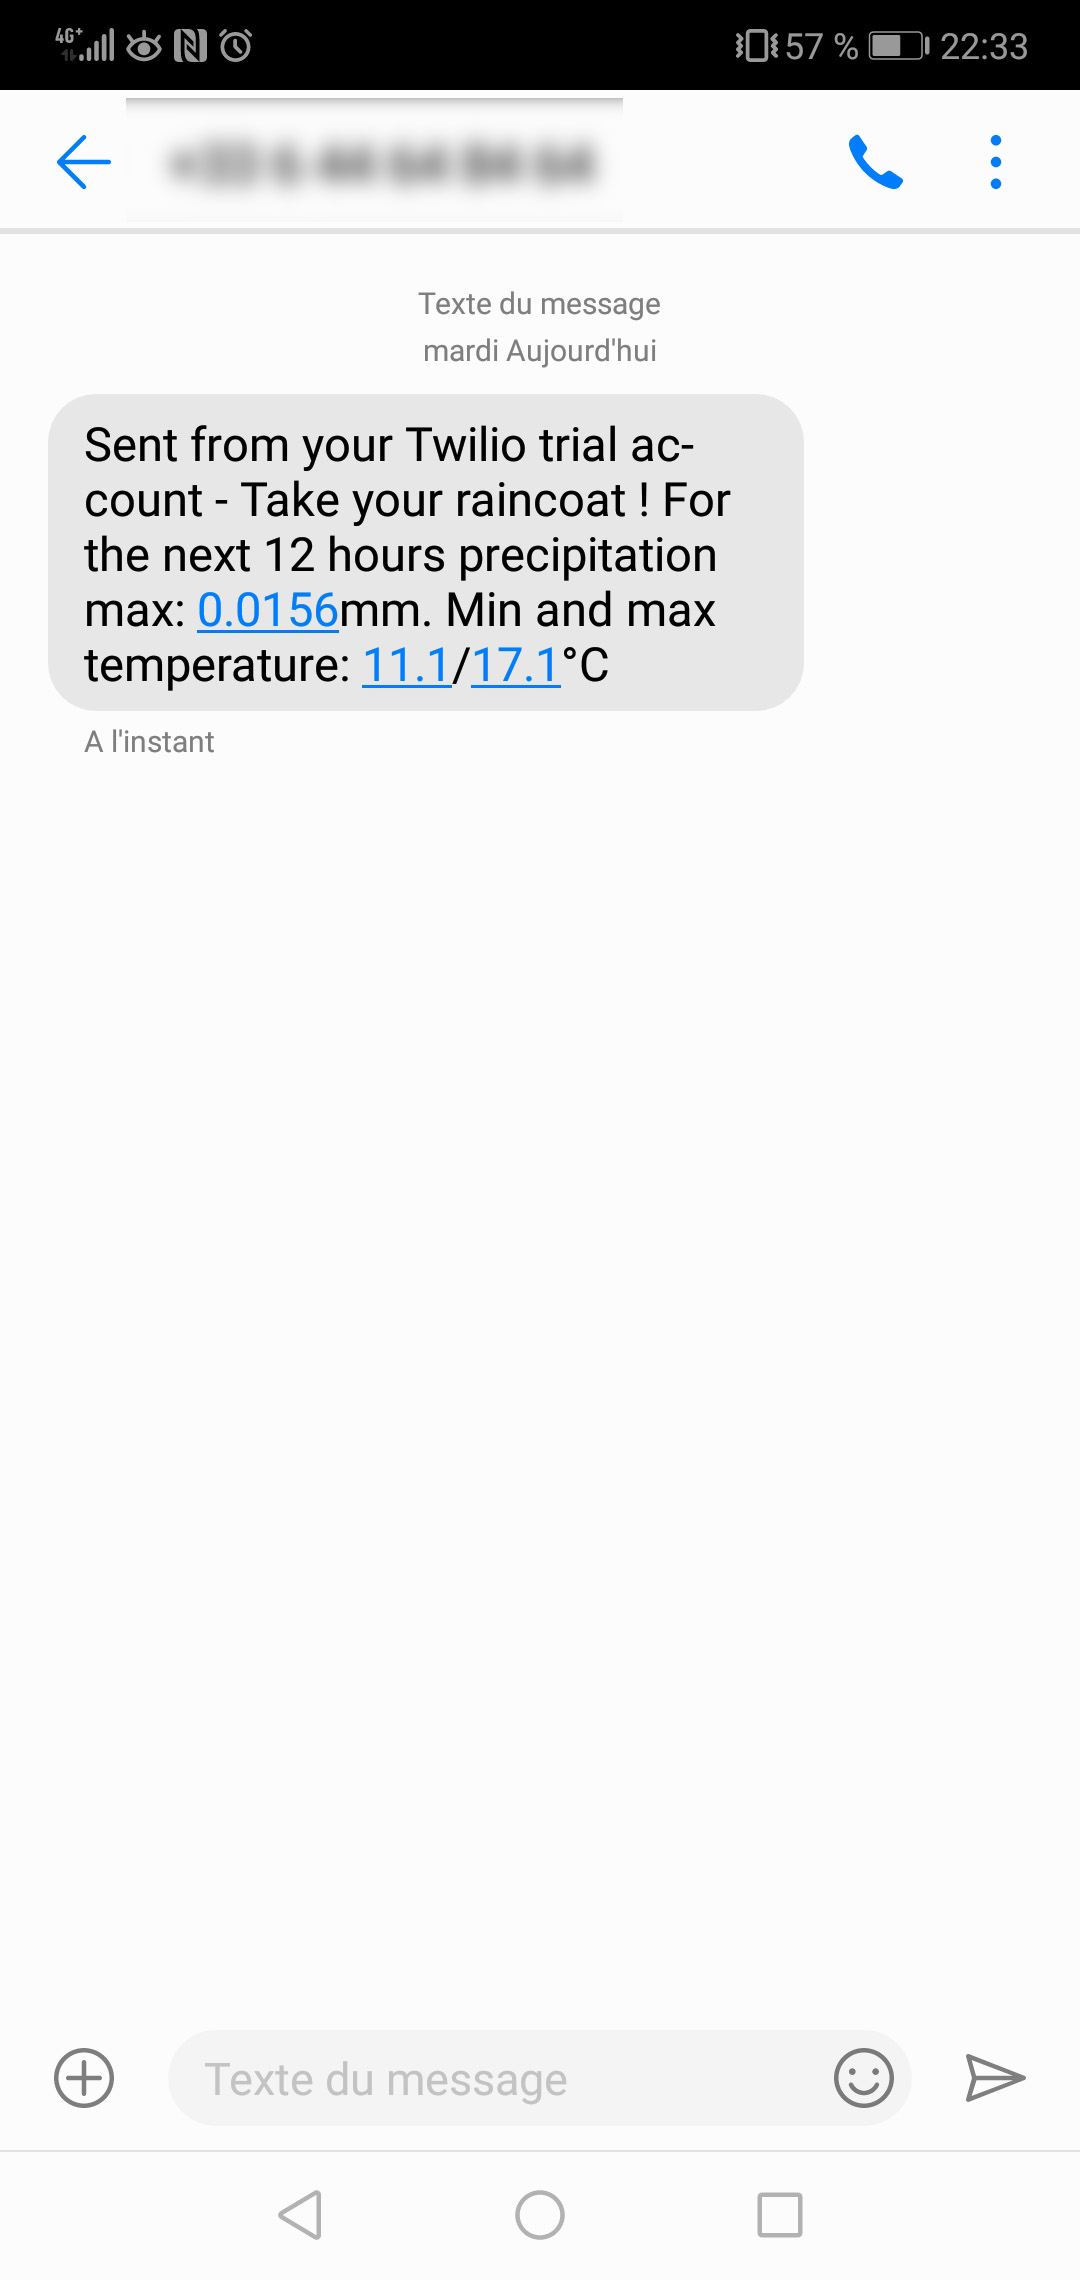 4G+
57 %
22:33
Texte du message
mardi Aujourd'hui
Sent from your Twilio trial ac-
count - Take your raincoat ! For
the next 12 hours precipitation
max: 0.0156mm. Min and max
temperature: 11.1/17.1°C
A l'instant
Texte du message